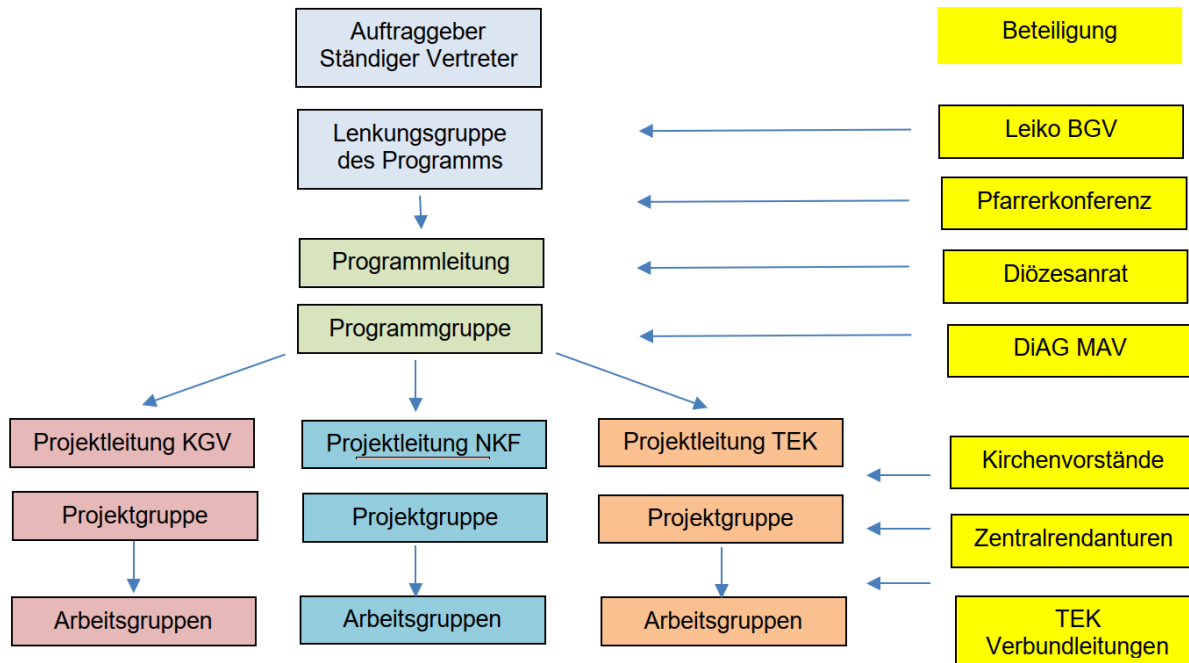 Auftraggeber
Ständiger Vertreter
Beteiligung
Lenkungsgruppe
des Programms
Leiko BGV
Pfarrerkonferenz
Programmleitung
Diözesanrat
Programmgruppe
DiAG MAV
Projektleitung KGV
Projektleitung NKF
Projektleitung TEK
Kirchenvorstände
Projektgruppe
Projektgruppe
Projektgruppe
Zentralrendanturen
Arbeitsgruppen
Arbeitsgruppen
Arbeitsgruppen
TEK
Verbundleitungen